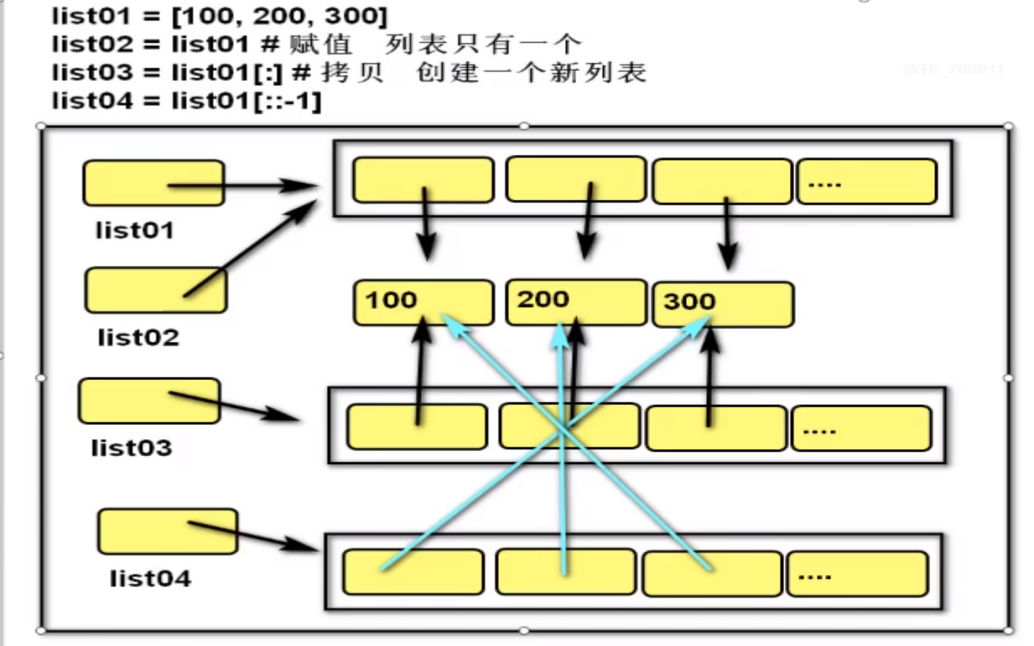 list01 = [100, 200, 300]
list02 = list01 # 赋值 列表只有一个
list03 = list01[:] # 拷贝 创建一个新列表
list04 = list01[::-1]
....
list01
100 200 300
list02
....
list03
....
list04